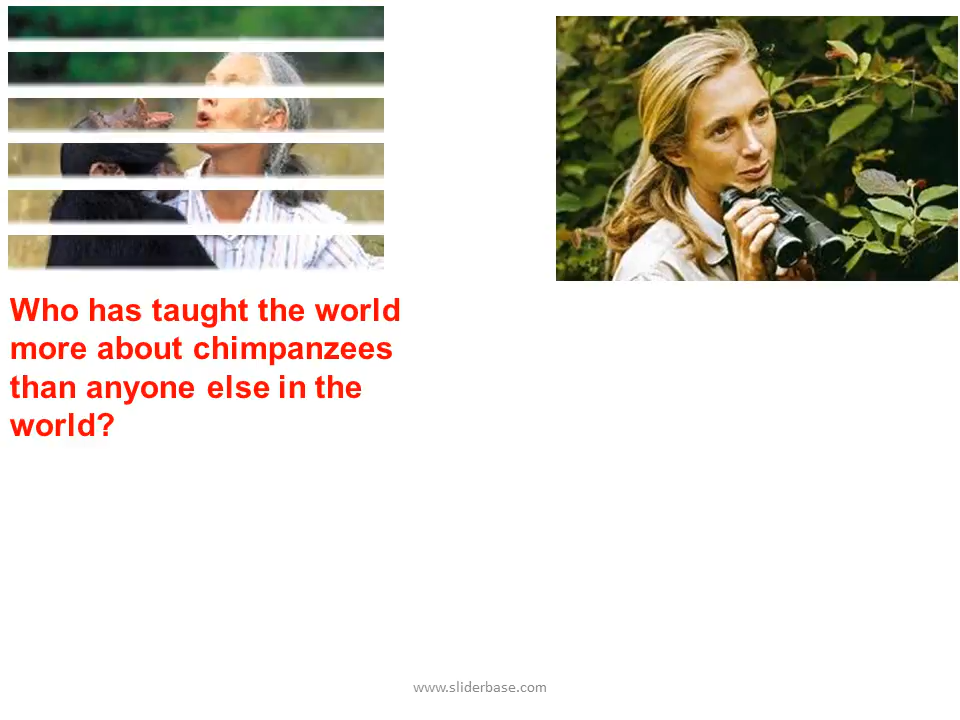 Who has taught the world
more about chimpanzees
than anyone else in the
world?
www.sliderbase.com